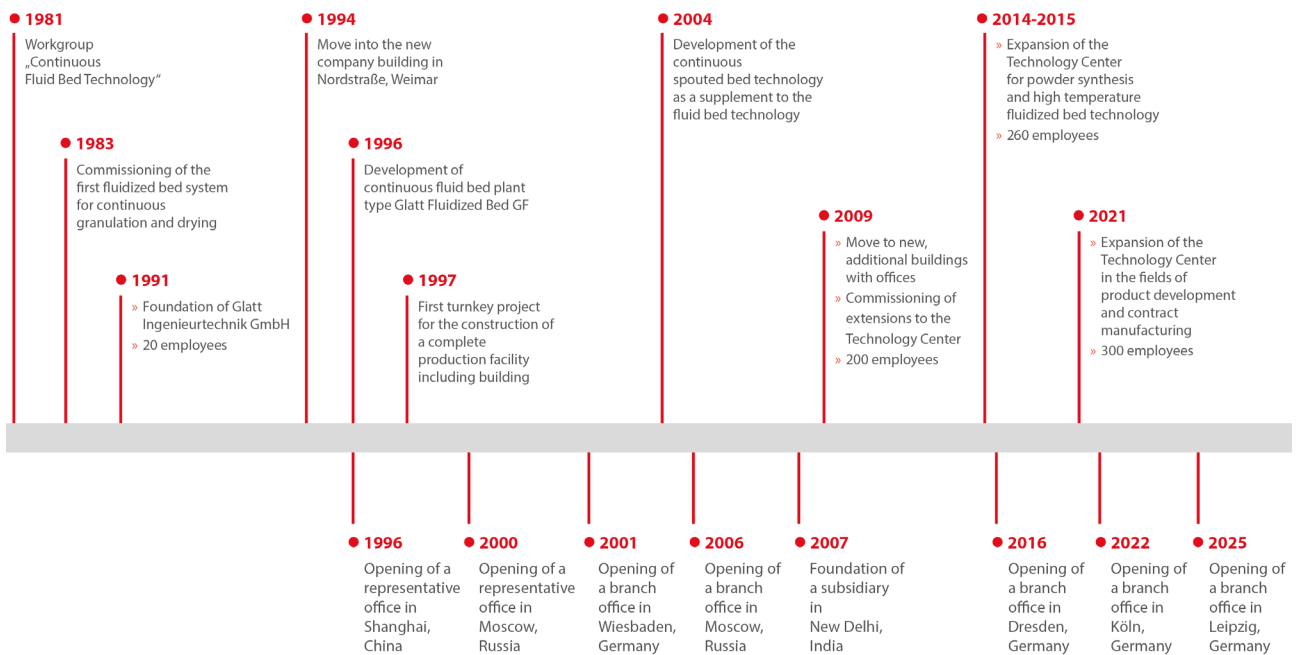 1981
Workgroup
„Continuous
Fluid Bed Technology“
1983
Commissioning of the
first fluidized bed system
for continuous
granulation and drying
1991
» Foundation of Glatt
Ingenieurtechnik GmbH
» 20 employees
1994
Move into the new
company building in
Nordstraße, Weimar
1996
Development of
continuous fluid bed plant
type Glatt Fluidized Bed GF
1997
First turnkey project
for the construction of
a complete
production facility
including building
2004
Development of the
continuous
spouted bed technology
as a supplement to the
fluid bed technology
2009
» Move to new,
additional buildings
with offices
» Commissioning of
extensions to the
Technology Center
» 200 employees
2014-2015
» Expansion of the
Technology Center
for powder synthesis
and high temperature
fluidized bed technology
» 260 employees
2021
» Expansion of the
Technology Center
in the fields of
product development
and contract
manufacturing
» 300 employees
1996
Opening of a
representative
office in
Shanghai,
China
2000
Opening of a
representative
office in
Moscow,
Russia
2001
Opening of
a branch
office in
Wiesbaden,
Germany
2006
Opening of
a branch
office in
Moscow,
Russia
2007
Foundation of
a subsidiary
in
New Delhi,
India
2016
Opening of
a branch
office in
Dresden,
Germany
2022
Opening of
a branch
office in
Köln,
Germany
2025
Opening of
a branch
office in
Leipzig,
Germany